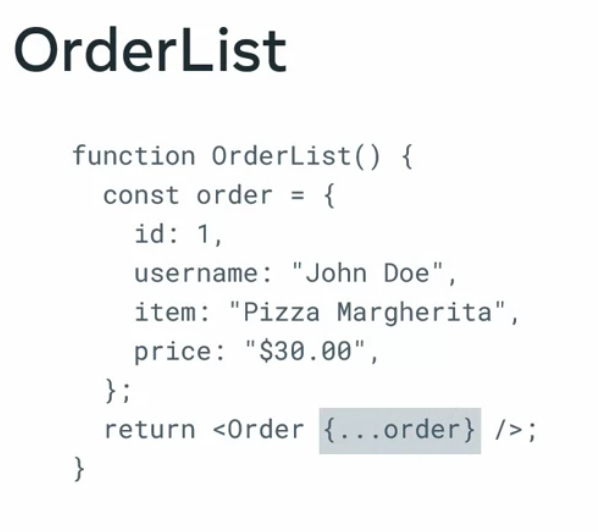 OrderList
function OrderList() {
  const order = {
    id: 1,
    username: "John Doe",
    item: "Pizza Margherita",
    price: "$30.00",
  };
  return <Order {...order} />;
}